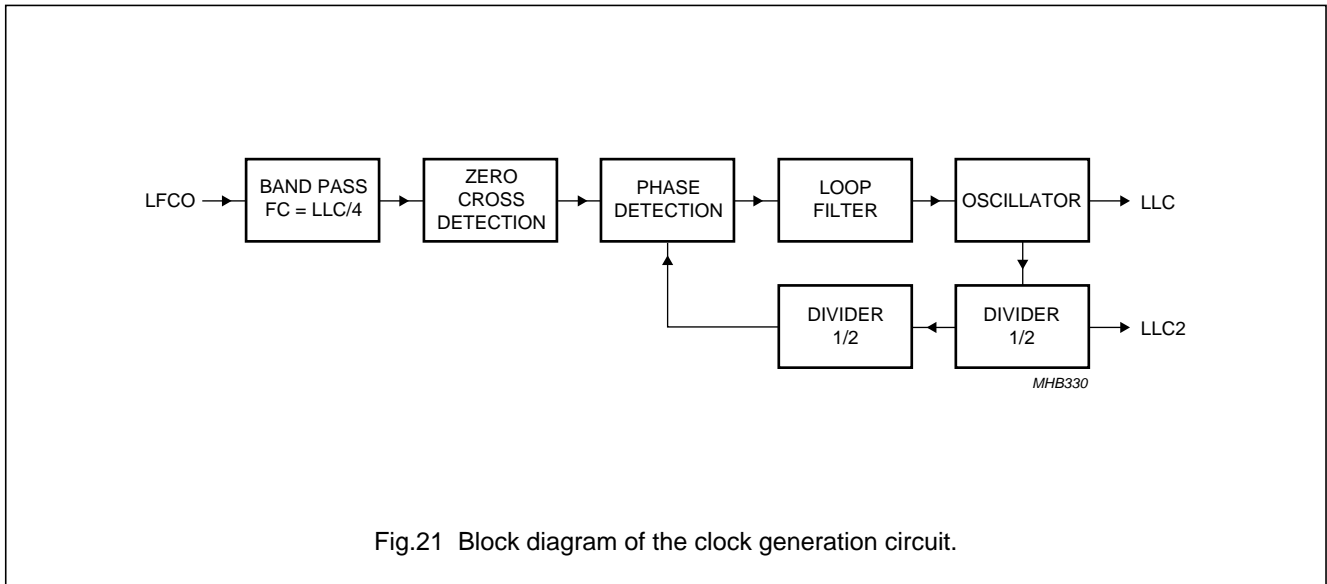 LFCO
BAND PASS
FC = LLC/4
ZERO
CROSS
DETECTION
PHASE
DETECTION
LOOP
FILTER
OSCILLATOR
LLC
DIVIDER
1/2
DIVIDER
1/2
LLC2
MHB330
Fig.21 Block diagram of the clock generation circuit.